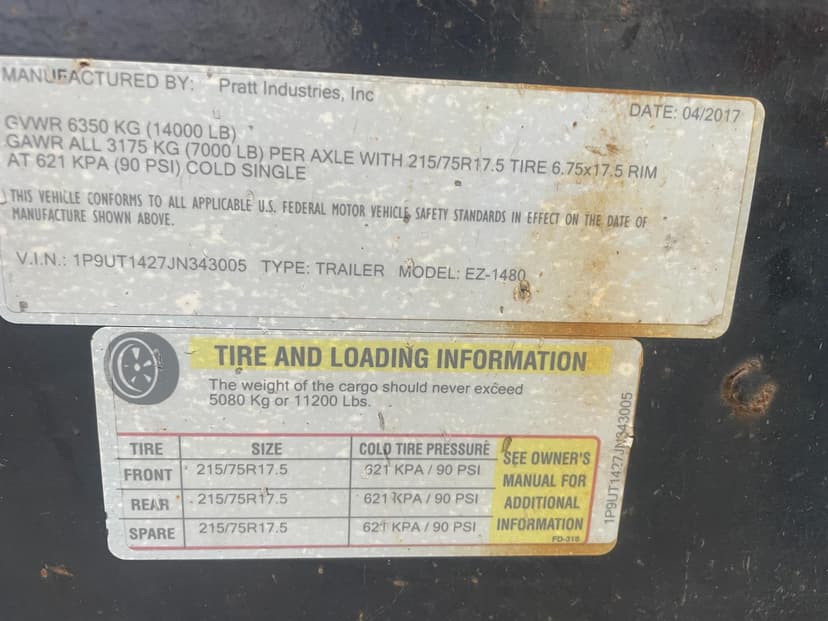 MANUFACTURED BY: Pratt Industries, Inc
DATE: 04/2017
GVWR 6350 KG (14000 LB)
GAWR ALL 3175 KG (7000 LB) PER AXLE WITH 215/75R17.5 TIRE 6.75x17.5 RIM
AT 621 KPA (90 PSI) COLD SINGLE
THIS VEHICLE CONFORMS TO ALL APPLICABLE U.S. FEDERAL MOTOR VEHICLE SAFETY STANDARDS IN EFFECT ON THE DATE OF
MANUFACTURE SHOWN ABOVE.
V.I.N.: 1P9UT1427JN343005 TYPE: TRAILER MODEL: EZ-1480
TIRE AND LOADING INFORMATION
The weight of the cargo should never exceed
5080 Kg or 11200 Lbs.
TIRE SIZE COLD TIRE PRESSURE
FRONT 215/75R17.5 621 KPA / 90 PSI
REAR 215/75R17.5 621 KPA / 90 PSI
SPARE 215/75R17.5 621 KPA / 90 PSI
SEE OWNER'S
MANUAL FOR
ADDITIONAL
INFORMATION
FD-318
1P9UT1427JN343005